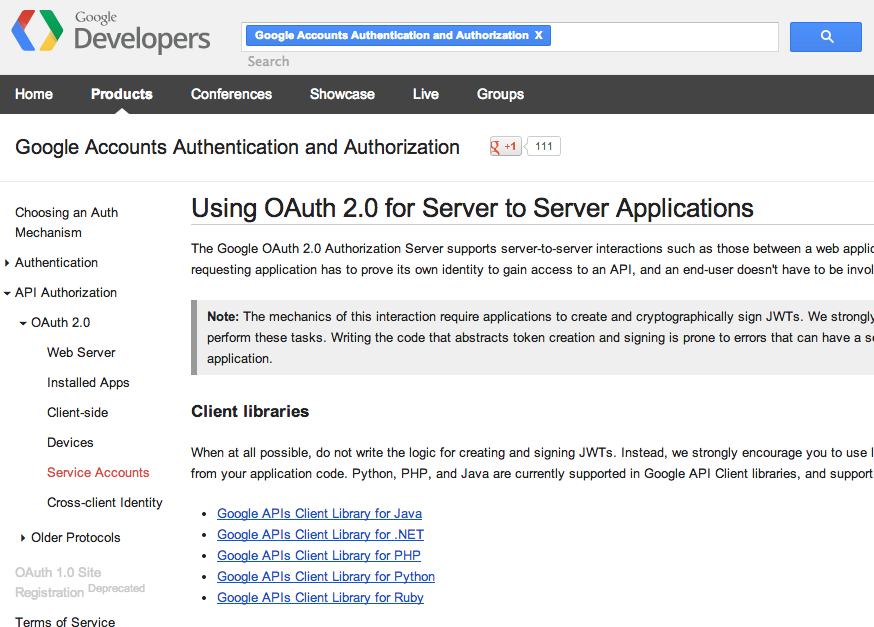 Google
Developers
Google Accounts Authentication and Authorization X
Search
Home Products Conferences Showcase Live Groups
Google Accounts Authentication and Authorization
+1 111
Choosing an Auth
Mechanism
Authentication
API Authorization
OAuth 2.0
Web Server
Installed Apps
Client-side
Devices
Service Accounts
Cross-client Identity
Older Protocols
OAuth 1.0 Site
Registration Deprecated
Terms of Service
Using OAuth 2.0 for Server to Server Applications
The Google OAuth 2.0 Authorization Server supports server-to-server interactions such as those between a web
requesting application has to prove its own identity to gain access to an API, and an end-user doesn't have to be
Note: The mechanics of this interaction require applications to create and cryptographically sign JWTs. We strongly
perform these tasks. Writing the code that abstracts token creation and signing is prone to errors that can have a
application.
Client libraries
When at all possible, do not write the logic for creating and signing JWTs. Instead, we strongly encourage you to use
from your application code. Python, PHP, and Java are currently supported in Google API Client libraries, and support
Google APIs Client Library for Java
Google APIs Client Library for .NET
Google APIs Client Library for PHP
Google APIs Client Library for Python
Google APIs Client Library for Ruby